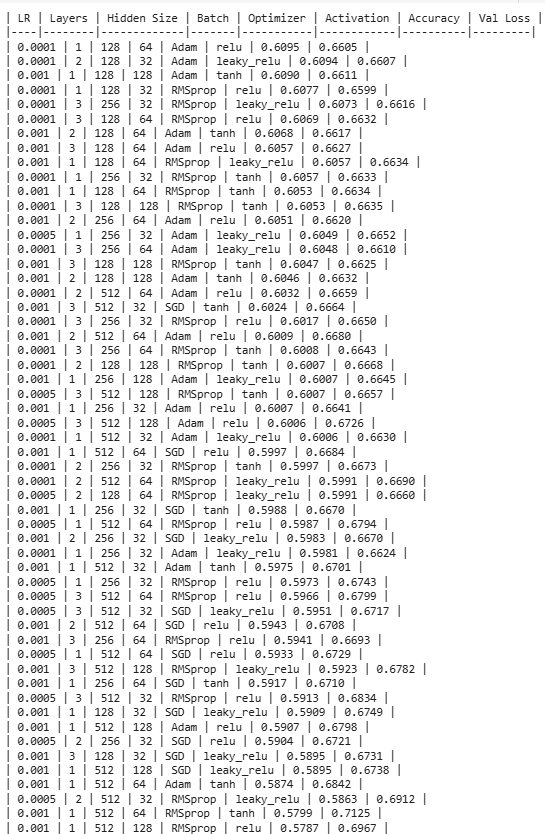 | LR | Layers | Hidden Size | Batch | Optimizer | Activation | Accuracy | Val Loss |
|----|--------|-------------|-------|-----------|------------|----------|---------|
| 0.0001 | 1 | 128 | 64 | Adam | relu | 0.6095 | 0.6605 |
| 0.0001 | 2 | 128 | 32 | Adam | leaky_relu | 0.6094 | 0.6607 |
| 0.001 | 1 | 128 | 128 | Adam | tanh | 0.6090 | 0.6611 |
| 0.0001 | 1 | 128 | 32 | RMSprop | relu | 0.6077 | 0.6599 |
| 0.0001 | 3 | 256 | 32 | RMSprop | leaky_relu | 0.6073 | 0.6616 |
| 0.0001 | 3 | 128 | 64 | RMSprop | relu | 0.6069 | 0.6632 |
| 0.001 | 2 | 128 | 64 | Adam | tanh | 0.6068 | 0.6617 |
| 0.001 | 3 | 128 | 64 | Adam | relu | 0.6057 | 0.6627 |
| 0.001 | 1 | 128 | 64 | RMSprop | leaky_relu | 0.6057 | 0.6634 |
| 0.0001 | 1 | 256 | 32 | RMSprop | tanh | 0.6057 | 0.6633 |
| 0.001 | 1 | 128 | 64 | RMSprop | tanh | 0.6053 | 0.6634 |
| 0.0001 | 3 | 128 | 128 | RMSprop | tanh | 0.6053 | 0.6635 |
| 0.001 | 2 | 256 | 64 | Adam | relu | 0.6051 | 0.6620 |
| 0.0005 | 1 | 256 | 32 | Adam | leaky_relu | 0.6049 | 0.6652 |
| 0.0001 | 3 | 256 | 64 | Adam | leaky_relu | 0.6048 | 0.6610 |
| 0.001 | 3 | 128 | 128 | RMSprop | tanh | 0.6047 | 0.6625 |
| 0.001 | 2 | 128 | 128 | Adam | tanh | 0.6046 | 0.6632 |
| 0.0001 | 2 | 512 | 64 | Adam | relu | 0.6032 | 0.6659 |
| 0.001 | 3 | 512 | 32 | SGD | tanh | 0.6024 | 0.6664 |
| 0.0001 | 3 | 256 | 32 | RMSprop | relu | 0.6017 | 0.6650 |
| 0.001 | 2 | 512 | 64 | Adam | relu | 0.6009 | 0.6680 |
| 0.0001 | 3 | 256 | 64 | RMSprop | tanh | 0.6008 | 0.6643 |
| 0.0001 | 2 | 128 | 128 | RMSprop | tanh | 0.6007 | 0.6668 |
| 0.001 | 1 | 256 | 128 | Adam | leaky_relu | 0.6007 | 0.6645 |
| 0.0005 | 3 | 512 | 128 | RMSprop | tanh | 0.6007 | 0.6657 |
| 0.001 | 1 | 256 | 32 | Adam | relu | 0.6007 | 0.6641 |
| 0.0005 | 3 | 512 | 128 | Adam | relu | 0.6006 | 0.6726 |
| 0.0001 | 1 | 512 | 32 | Adam | leaky_relu | 0.6006 | 0.6630 |
| 0.001 | 1 | 512 | 64 | SGD | relu | 0.5997 | 0.6684 |
| 0.0001 | 2 | 256 | 32 | RMSprop | tanh | 0.5997 | 0.6673 |
| 0.0001 | 2 | 512 | 64 | RMSprop | leaky_relu | 0.5991 | 0.6690 |
| 0.0005 | 2 | 128 | 64 | RMSprop | leaky_relu | 0.5991 | 0.6660 |
| 0.001 | 1 | 256 | 32 | SGD | tanh | 0.5988 | 0.6670 |
| 0.0005 | 1 | 512 | 64 | RMSprop | relu | 0.5987 | 0.6794 |
| 0.001 | 2 | 256 | 32 | SGD | leaky_relu | 0.5983 | 0.6670 |
| 0.0001 | 1 | 256 | 32 | Adam | leaky_relu | 0.5981 | 0.6624 |
| 0.001 | 1 | 512 | 32 | Adam | tanh | 0.5975 | 0.6701 |
| 0.0005 | 1 | 256 | 32 | RMSprop | relu | 0.5973 | 0.6743 |
| 0.0005 | 3 | 512 | 64 | RMSprop | relu | 0.5966 | 0.6799 |
| 0.0005 | 3 | 512 | 32 | SGD | leaky_relu | 0.5951 | 0.6717 |
| 0.001 | 2 | 512 | 64 | SGD | relu | 0.5943 | 0.6708 |
| 0.001 | 3 | 256 | 64 | RMSprop | relu | 0.5941 | 0.6693 |
| 0.0005 | 1 | 512 | 64 | SGD | relu | 0.5933 | 0.6729 |
| 0.001 | 3 | 512 | 128 | RMSprop | leaky_relu | 0.5923 | 0.6782 |
| 0.001 | 1 | 256 | 64 | SGD | tanh | 0.5917 | 0.6710 |
| 0.0005 | 3 | 512 | 32 | RMSprop | relu | 0.5913 | 0.6834 |
| 0.001 | 1 | 128 | 32 | SGD | leaky_relu | 0.5909 | 0.6749 |
| 0.001 | 1 | 512 | 128 | Adam | relu | 0.5907 | 0.6798 |
| 0.0005 | 2 | 256 | 32 | SGD | relu | 0.5904 | 0.6721 |
| 0.001 | 3 | 128 | 32 | SGD | leaky_relu | 0.5895 | 0.6731 |
| 0.001 | 1 | 512 | 128 | SGD | leaky_relu | 0.5895 | 0.6738 |
| 0.001 | 1 | 512 | 64 | Adam | tanh | 0.5874 | 0.6842 |
| 0.0005 | 2 | 512 | 32 | RMSprop | leaky_relu | 0.5863 | 0.6912 |
| 0.001 | 1 | 512 | 64 | RMSprop | tanh | 0.5799 | 0.7125 |
| 0.001 | 1 | 512 | 128 | RMSprop | relu | 0.5787 | 0.6967 |